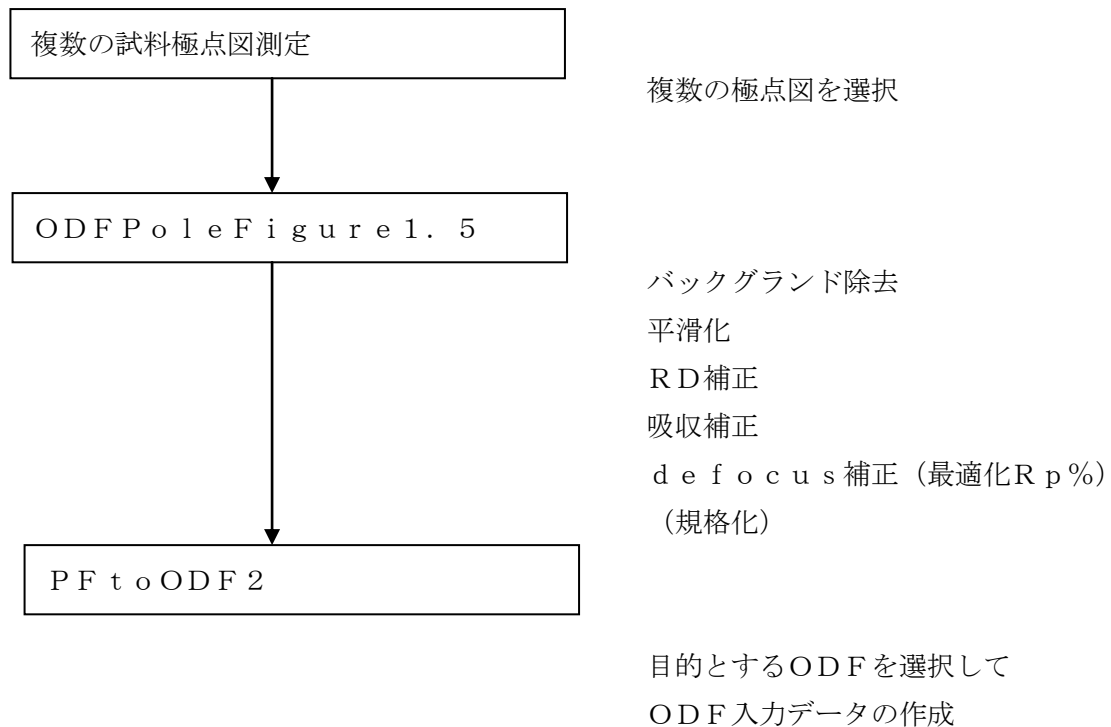 複数の試料極点図測定
複数の極点図を選択
ＯＤＦＰｏｌｅＦｉｇｕｒｅ１．５
バックグランド除去
平滑化
ＲＤ補正
吸収補正
ｄｅｆｏｃｕｓ補正（最適化Ｒｐ％）
（規格化）
ＰＦｔｏＯＤＦ２
目的とするＯＤＦを選択して
ＯＤＦ入力データの作成